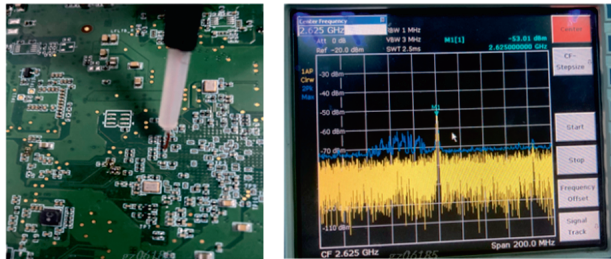 Center Frequency
2.625 GHz
RBW 1 MHz
Att 0 dB
VBW 3 MHz
Ref -20.0 dBm
SWT 2.5ms
M1[1]
-53.01 dBm
2.625000000 GHz
Center
CF-
Stepsize
1AP
Clrw
2Pk
Max
-30 dBm
-40 dBm
-50 dBm
-60 dBm
-70 dBm
-110 dBm
M1
Start
Stop
Frequency
Offset
Signal
Track
CF 2.625 GHz
Span 200.0 MHz